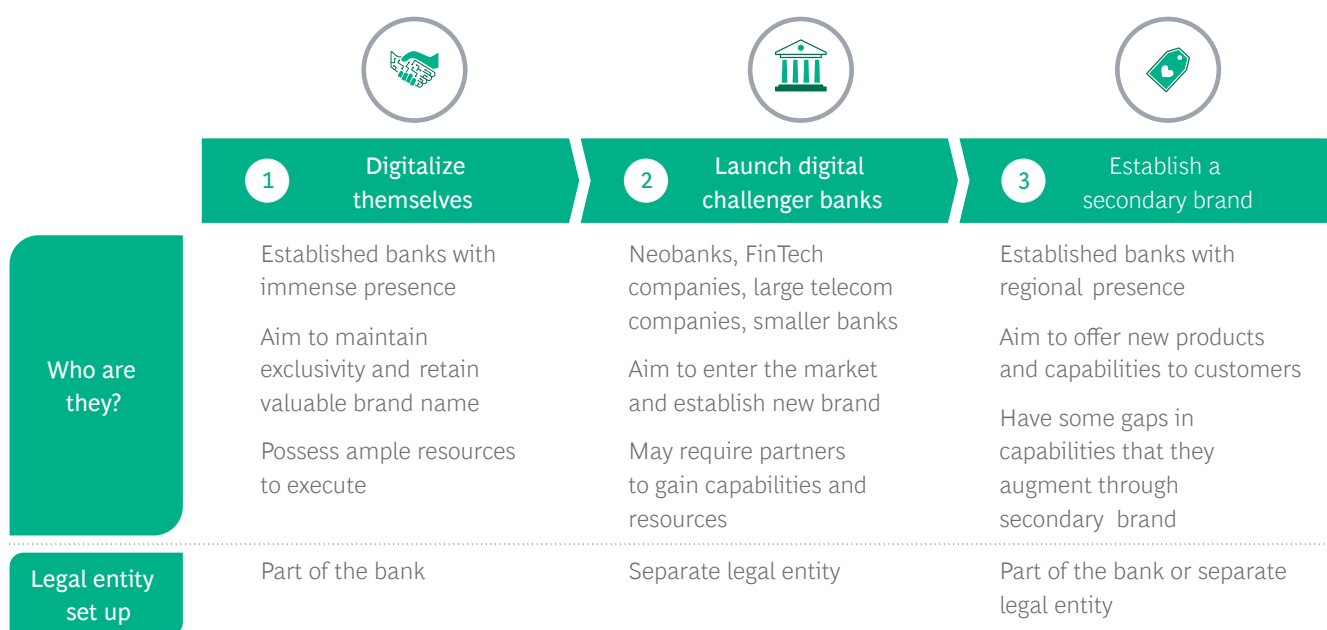 1
Digitalize
themselves
2
Launch digital
challenger banks
3
Establish a
secondary brand
Who are
they?
Established banks with
immense presence
Aim to maintain
exclusivity and retain
valuable brand name
Possess ample resources
to execute
Neobanks, FinTech
companies, large telecom
companies, smaller banks
Aim to enter the market
and establish new brand
May require partners
to gain capabilities and
resources
Established banks with
regional presence
Aim to offer new products
and capabilities to customers
Have some gaps in
capabilities that they
augment through
secondary brand
Legal entity
set up
Part of the bank
Separate legal entity
Part of the bank or separate
legal entity